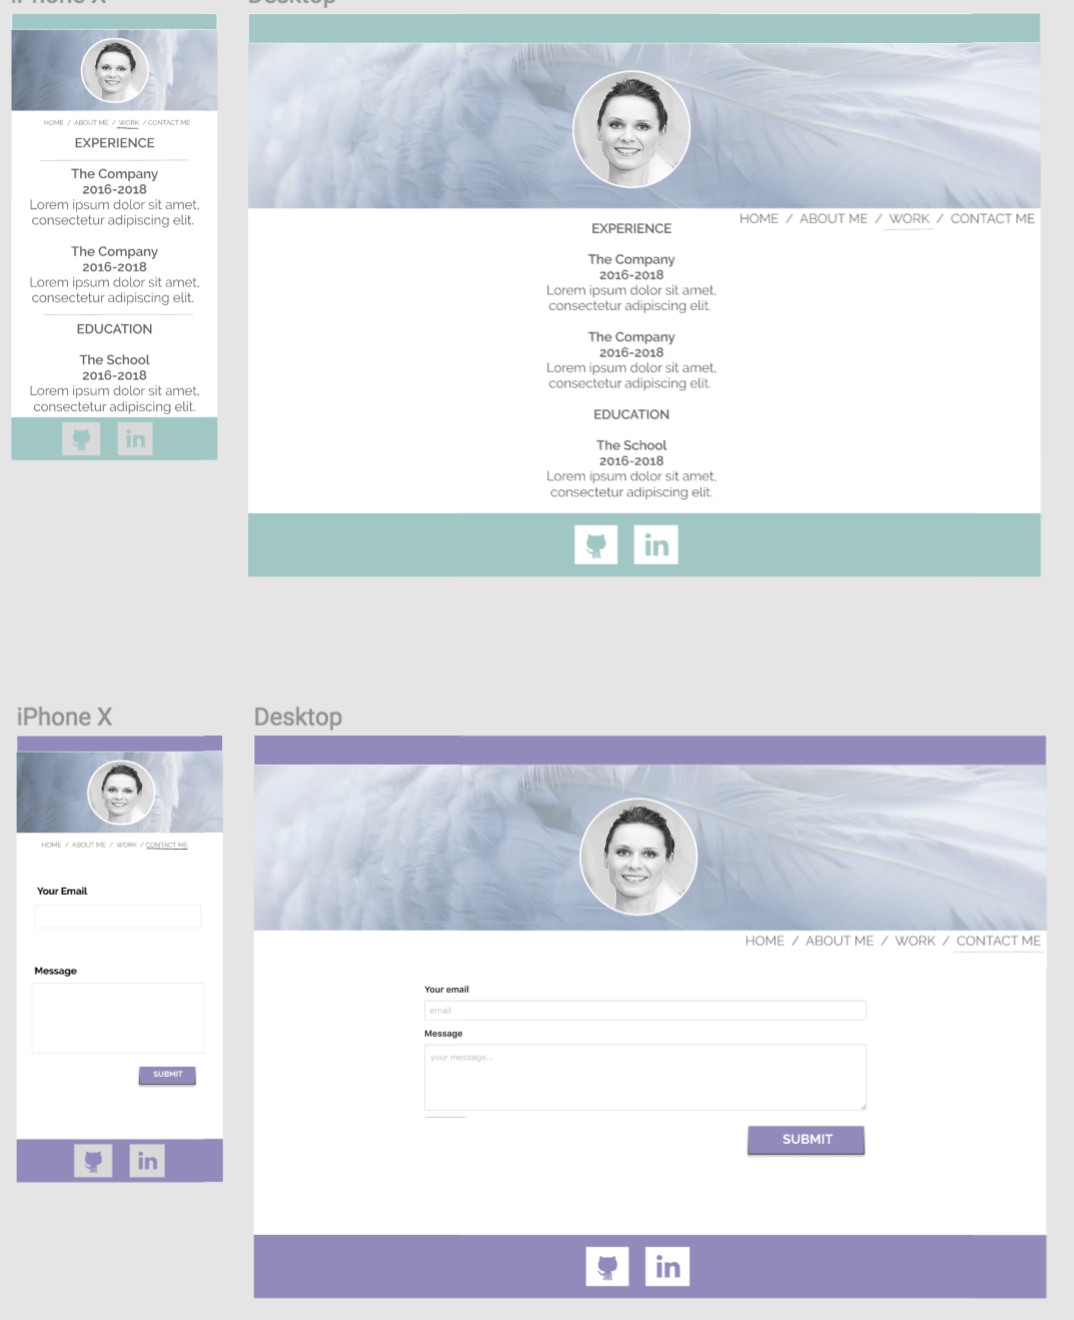 iPhone X
HOME / ABOUT ME / WORK / CONTACT ME
EXPERIENCE
The Company
2016-2018
Lorem ipsum dolor sit amet,
consectetur adipiscing elit.
The Company
2016-2018
Lorem ipsum dolor sit amet,
consectetur adipiscing elit.
EDUCATION
The School
2016-2018
Lorem ipsum dolor sit amet,
consectetur adipiscing elit.
in
Desktop
HOME / ABOUT ME / WORK / CONTACT ME
EXPERIENCE
The Company
2016-2018
Lorem ipsum dolor sit amet,
consectetur adipiscing elit.
The Company
2016-2018
Lorem ipsum dolor sit amet,
consectetur adipiscing elit.
EDUCATION
The School
2016-2018
Lorem ipsum dolor sit amet,
consectetur adipiscing elit.
in
iPhone X
HOME / ABOUT ME / WORK / CONTACT ME
Your Email
Message
SUBMIT
in
Desktop
HOME / ABOUT ME / WORK / CONTACT ME
Your email
email
Message
your message...
SUBMIT
in